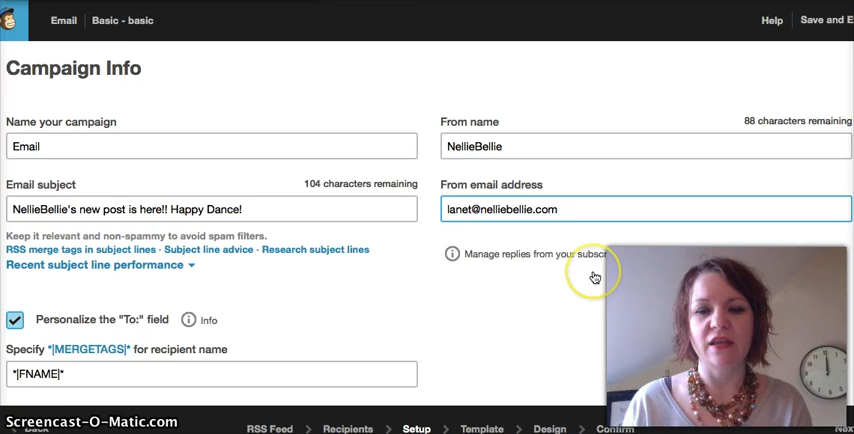 Email Basic - basic Help Save and E
Campaign Info
Name your campaign
Email
From name 88 characters remaining
NellieBellie
Email subject 104 characters remaining
NellieBellie's new post is here!! Happy Dance!
From email address
lanet@nelliebellie.com
Keep it relevant and non-spammy to avoid spam filters.
RSS merge tags in subject lines · Subject line advice · Research subject lines
Recent subject line performance
Manage replies from your subscr
Personalize the "To:" field Info
Specify *|MERGETAGS|* for recipient name
*|FNAME|*
Screencast-O-Matic.com
Back RSS Feed Recipients Setup Template Design Confirm Next